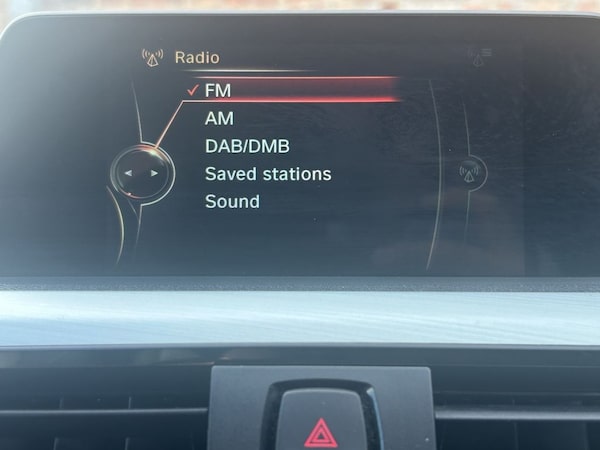 Radio
FM
AM
DAB/DMB
Saved stations
Sound